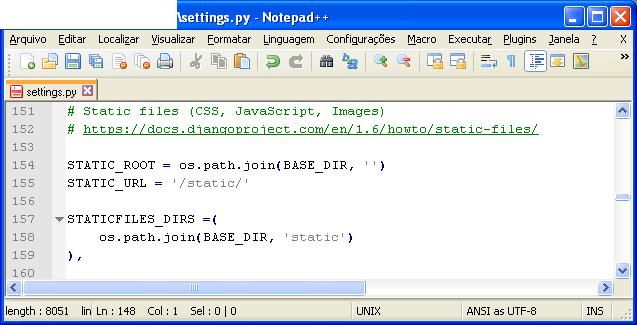 \settings.py - Notepad++
Arquivo Editar Localizar Visualizar Formatar Linguagem Configurações Macro Executar Plugins Janela ? X
settings.py
151 # Static files (CSS, JavaScript, Images)
152 # https://docs.djangoproject.com/en/1.6/howto/static-files/
153
154 STATIC_ROOT = os.path.join(BASE_DIR, '')
155 STATIC_URL = '/static/'
156
157 STATICFILES_DIRS =(
158 os.path.join(BASE_DIR, 'static')
159 ),
160
length : 8051 lin Ln : 148 Col : 1 Sel : 0 | 0 UNIX ANSI as UTF-8 INS